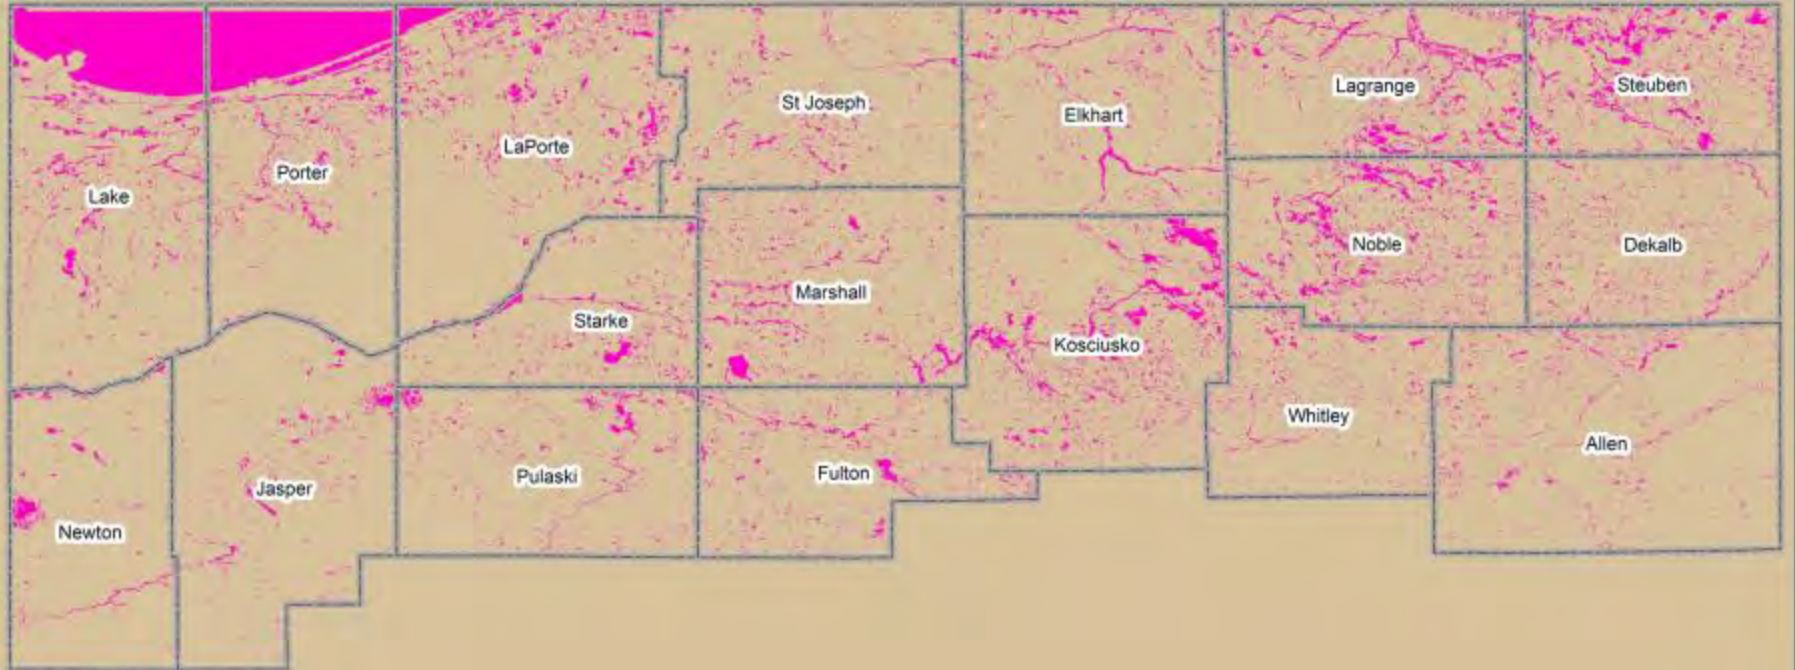 St Joseph
Elkhart
Lagrange
Steuben
LaPorte
Porter
Lake
Marshall
Starke
Kosciusko
Noble
Dekalb
Newton
Jasper
Pulaski
Fulton
Whitley
Allen